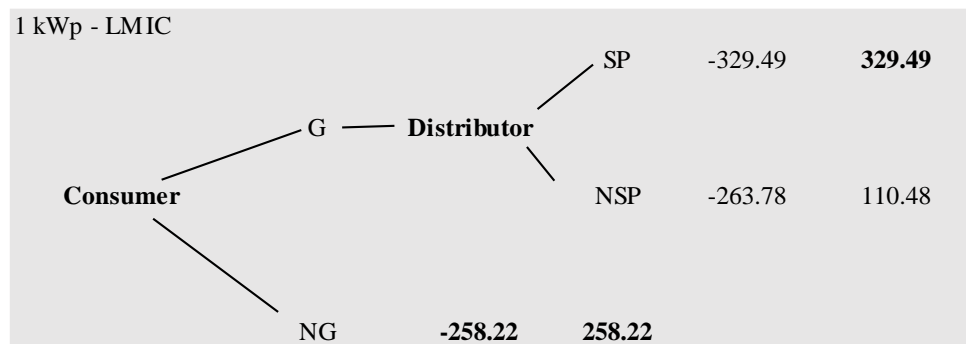 1 kWp - LMIC
SP -329.49 329.49
G Distributor
Consumer NSP -263.78 110.48
NG -258.22 258.22